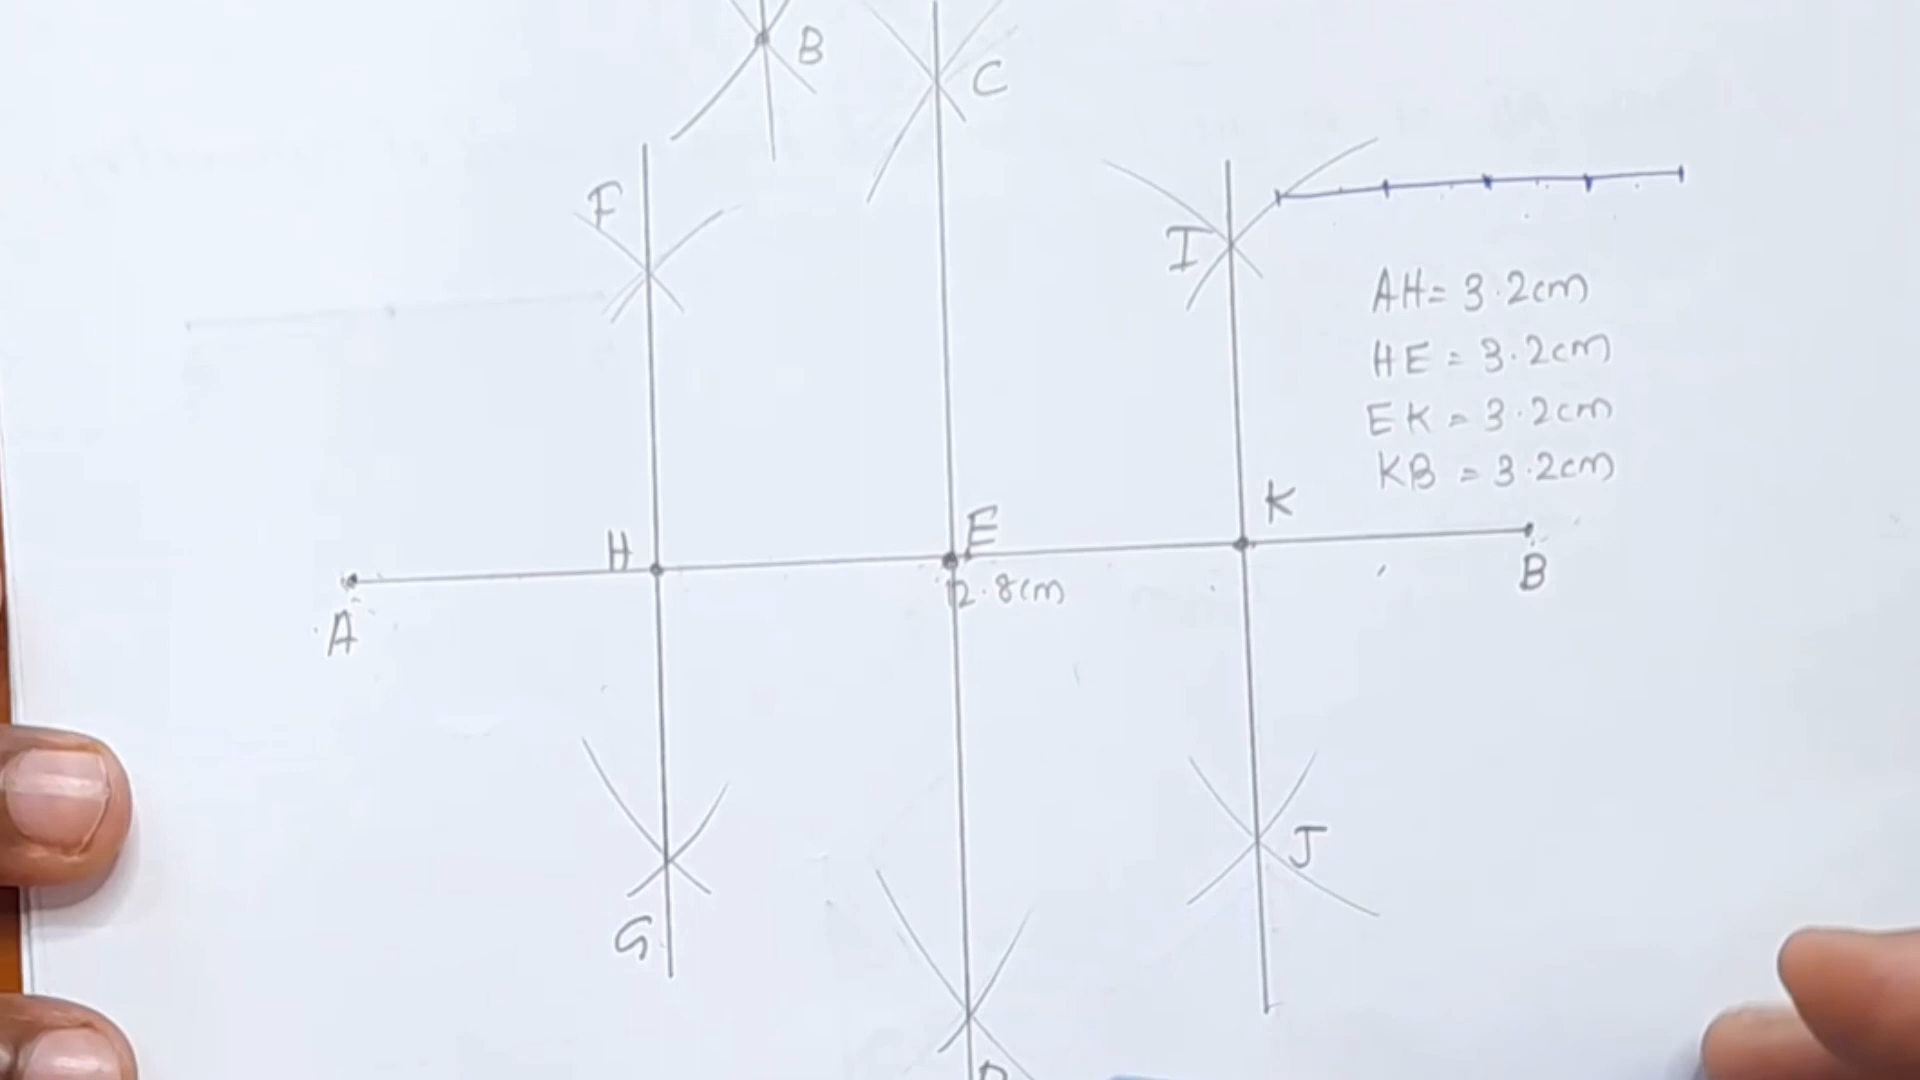 B
C
F
I
AH = 3.2cm
HE = 3.2cm
EK = 3.2cm
KB = 3.2cm
K
E
H
12.8cm
B
A
J
G
D